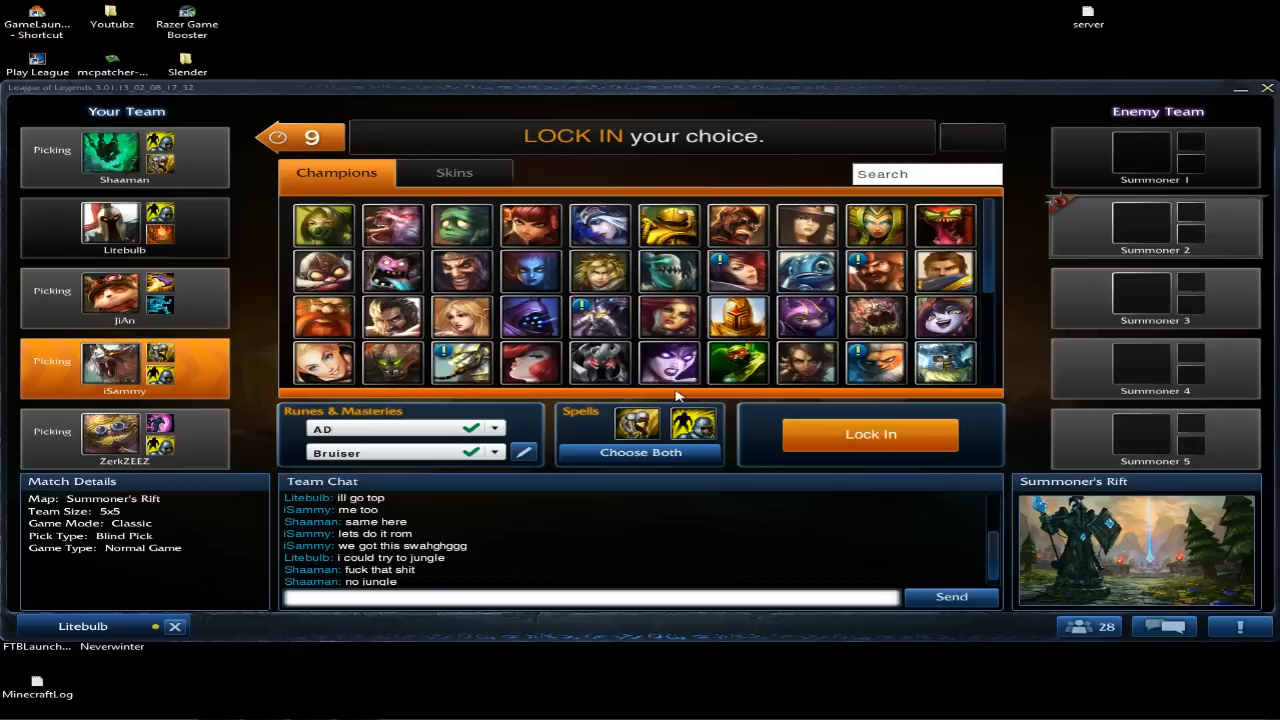 GameLaun... - Shortcut
Youtubz
Razer Game Booster
server
Play League
mcpatcher-...
Slender
League of Legends 3.01.13_02_08_17_32
Your Team
9
LOCK IN your choice.
Enemy Team
Champions
Skins
Search
Picking
Shaaman
Litebulb
Picking
JiAn
Picking
iSammy
Picking
ZerkZEEZ
Summoner 1
Summoner 2
Summoner 3
Summoner 4
Summoner 5
Runes & Masteries
AD
Bruiser
Spells
Choose Both
Lock In
Match Details
Map: Summoner's Rift
Team Size: 5x5
Game Mode: Classic
Pick Type: Blind Pick
Game Type: Normal Game
Team Chat
Litebulb: ill go top
iSammy: me too
Shaaman: same here
iSammy: lets do it rom
iSammy: we got this swahghggg
Litebulb: i could try to jungle
Shaaman: fuck that shit
Shaaman: no jungle
Send
Summoner's Rift
Litebulb
28
FTBLaunch...
Neverwinter
MinecraftLog